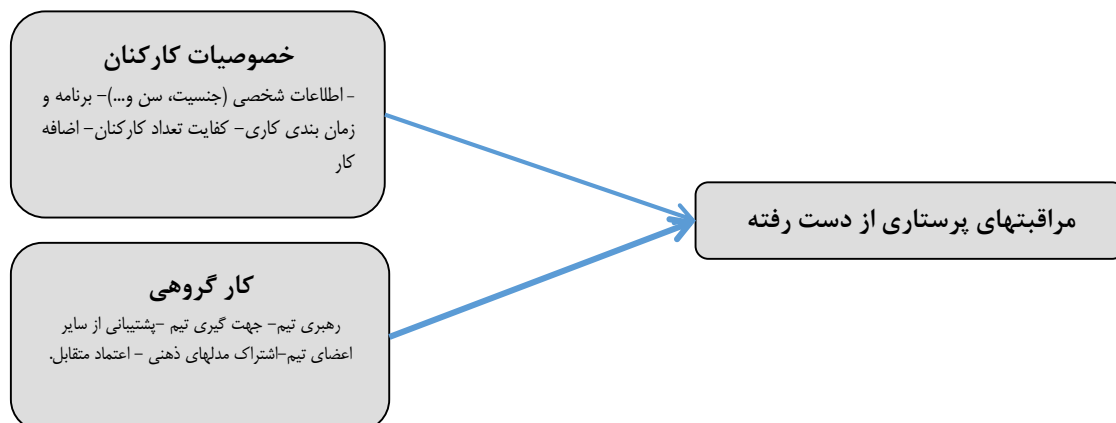 خصوصیات کارکنان
- اطلاعات شخصی (جنسیت، سن و...)– برنامه و
زمان بندی کاری– کفایت تعداد کارکنان– اضافه
کار
مراقبتهای پرستاری از دست رفته
کار گروهی
رهبری تیم– جهت گیری تیم –پشتیبانی از سایر
اعضای تیم–اشتراک مدلهای ذهنی – اعتماد متقابل.